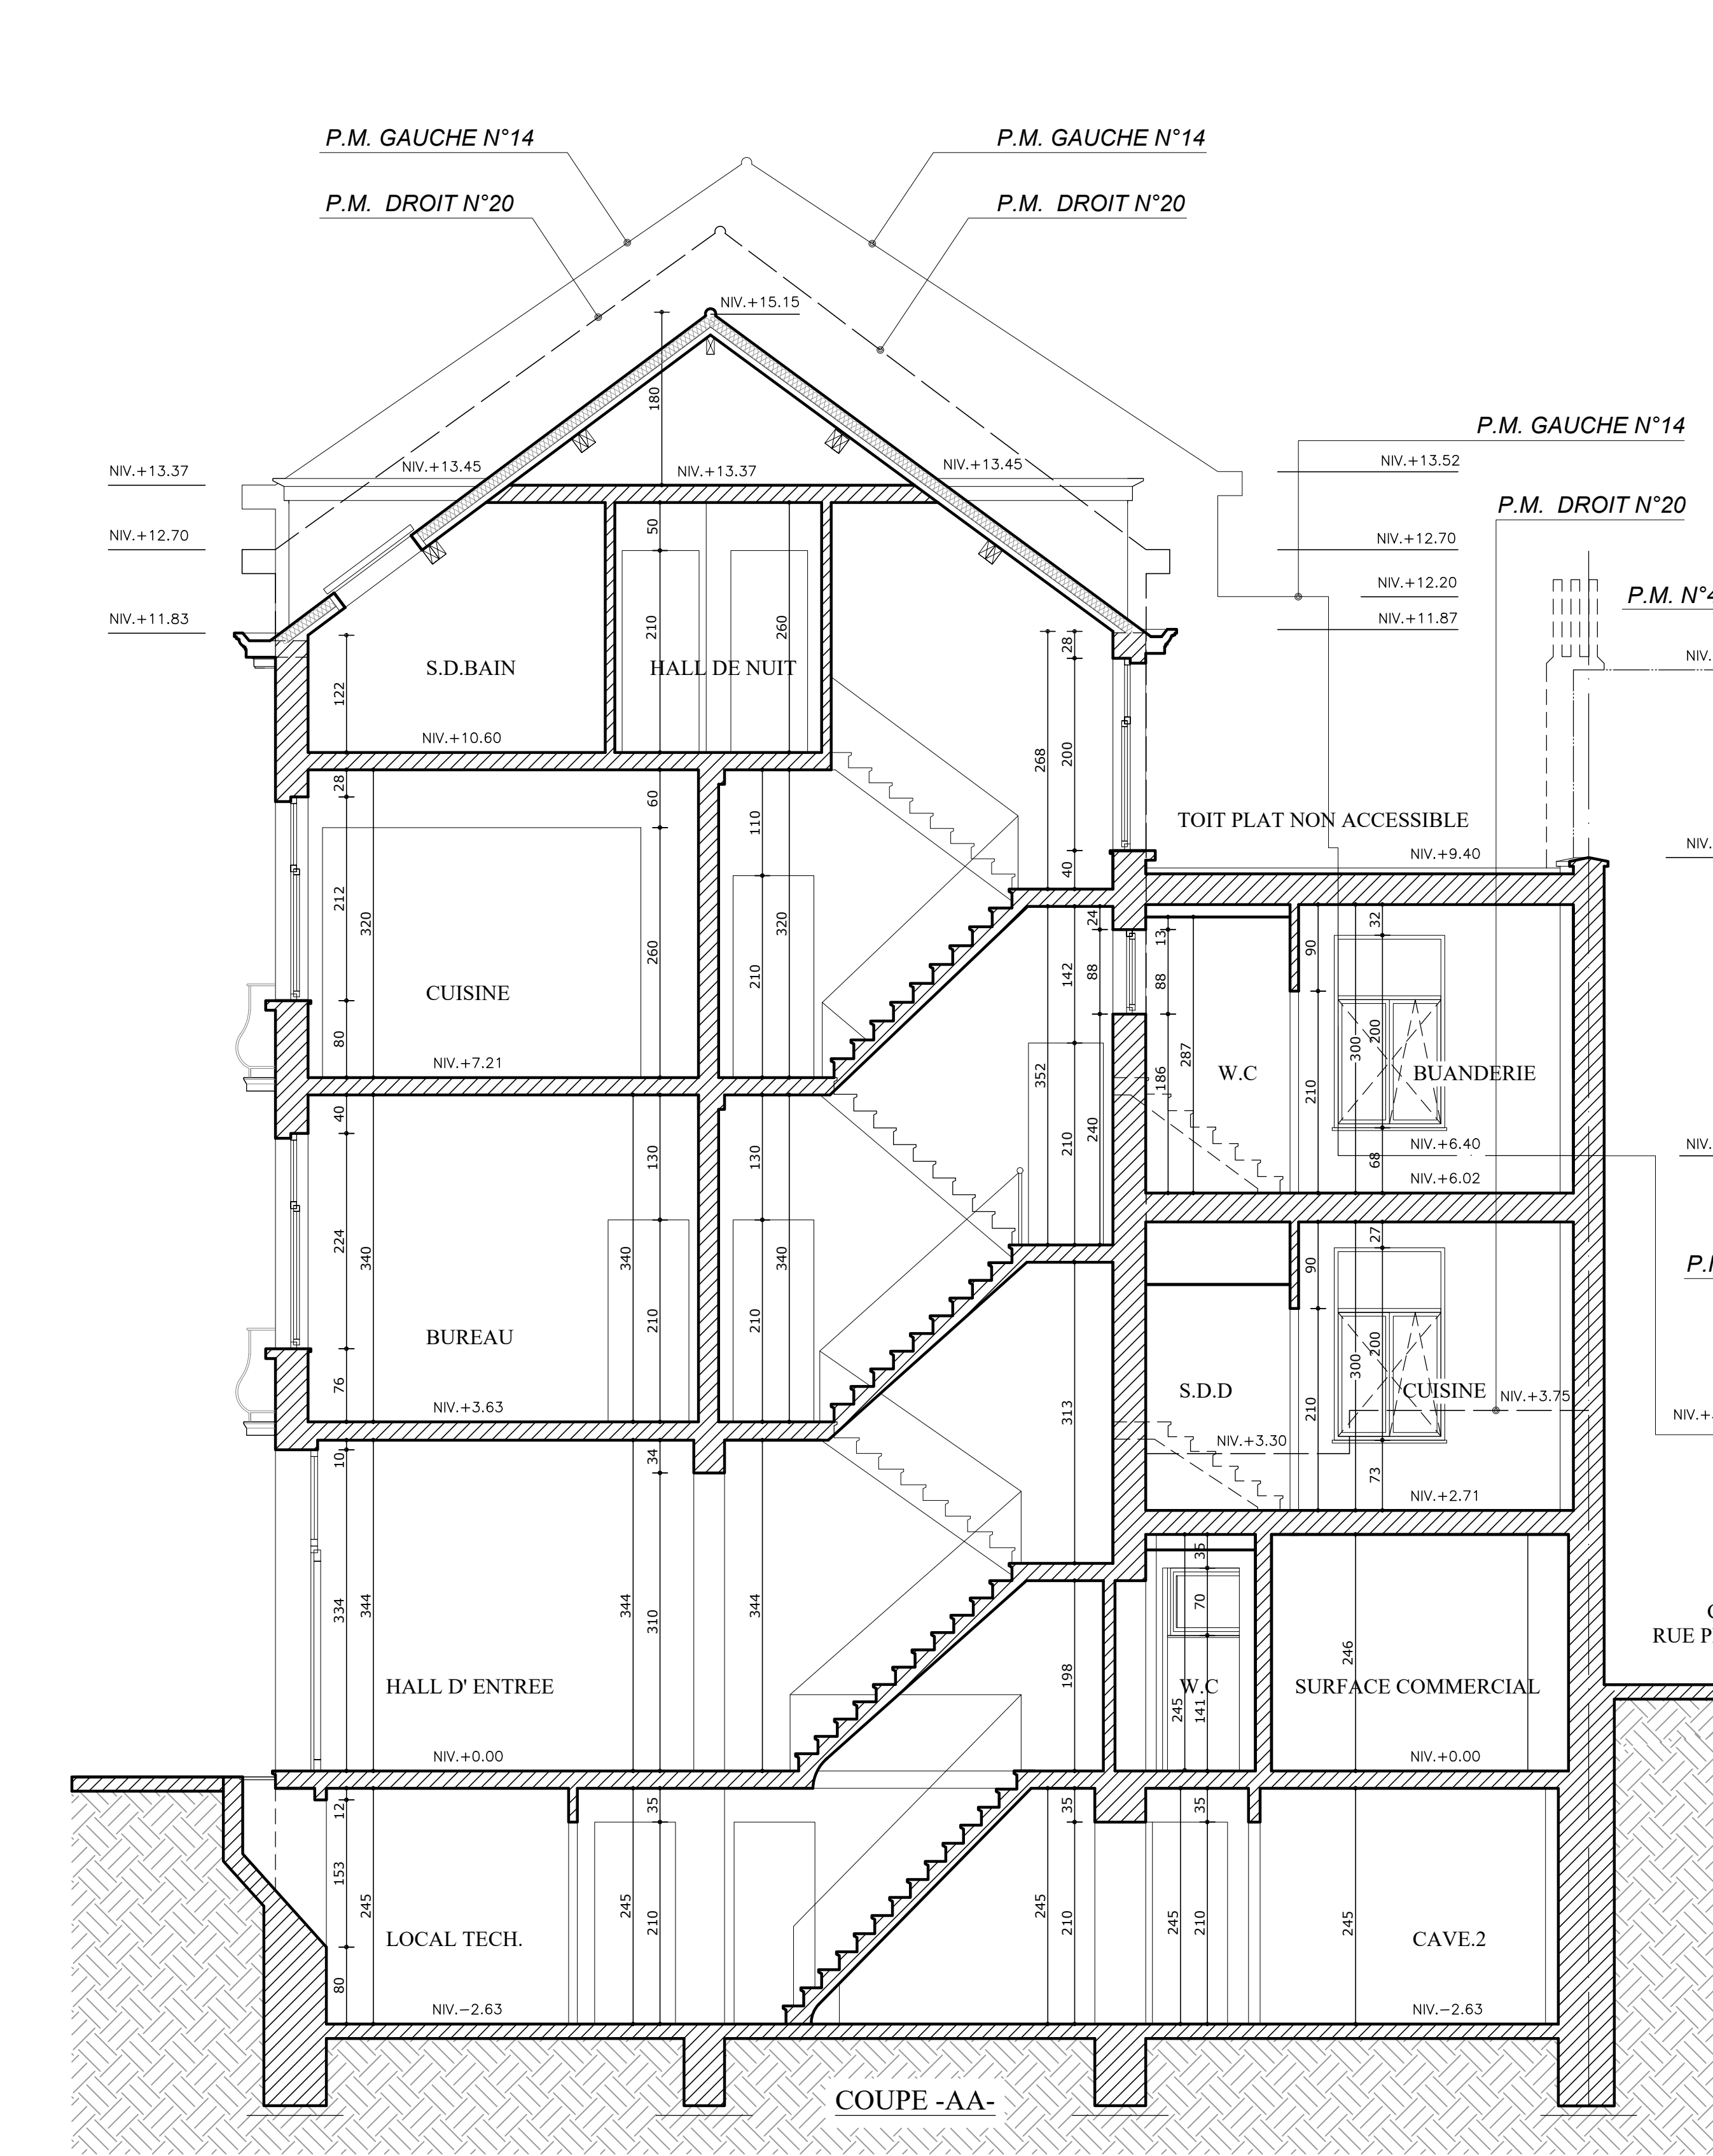 P.M. GAUCHE N°14
P.M. GAUCHE N°14
P.M. DROIT N°20
P.M. DROIT N°20
NIV.+15.15
180
P.M. GAUCHE N°14
NIV.+13.37
NIV.+13.45
NIV.+13.37
NIV.+13.45
NIV.+13.52
P.M. DROIT N°20
NIV.+12.70
50
NIV.+12.70
NIV.+12.20
P.M. N°4
NIV.+11.83
NIV.+11.87
210
260
28
S.D.BAIN
HALL DE NUIT
NIV.
122
NIV.+10.60
268
200
28
60
110
TOIT PLAT NON ACCESSIBLE
NIV.
NIV.+9.40
40
212
320
320
24
32
CUISINE
260
210
142
88
13
88
90
80
NIV.+7.21
352
186
287
W.C
300
200
BUANDERIE
210
40
130
130
210
240
NIV.+6.40
NIV.
68
NIV.+6.02
224
340
340
340
27
90
P.
BUREAU
210
210
300
200
76
NIV.+3.63
313
S.D.D
210
CUISINE
NIV.+3.75
NIV.+
10
34
NIV.+3.30
73
NIV.+2.71
35
334
344
344
310
344
70
RUE P
246
HALL D' ENTREE
198
W.C
245
141
SURFACE COMMERCIAL
NIV.+0.00
NIV.+0.00
12
35
35
35
153
245
245
210
245
210
245
210
245
LOCAL TECH.
CAVE.2
80
NIV.−2.63
NIV.−2.63
COUPE -AA-